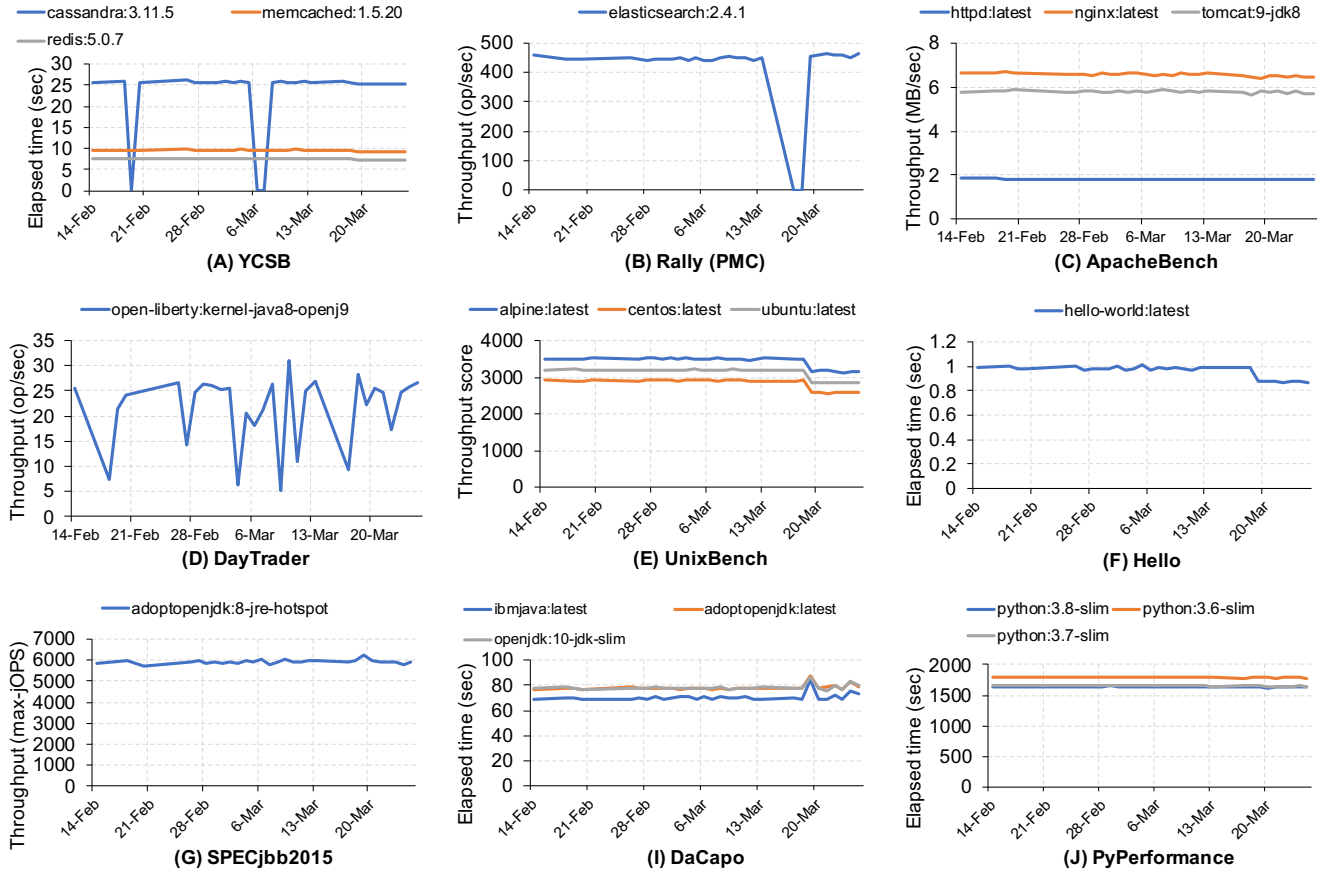 cassandra:3.11.5 memcached:1.5.20
redis:5.0.7
30
25
20
15
10
5
0
Elapsed time (sec)
14-Feb 21-Feb 28-Feb 6-Mar 13-Mar 20-Mar
(A) YCSB
elasticsearch:2.4.1
500
400
300
200
100
0
Throughput (op/sec)
14-Feb 21-Feb 28-Feb 6-Mar 13-Mar 20-Mar
(B) Rally (PMC)
httpd:latest nginx:latest tomcat:9-jdk8
8
6
4
2
0
Throughput (MB/sec)
14-Feb 21-Feb 28-Feb 6-Mar 13-Mar 20-Mar
(C) ApacheBench
open-liberty:kernel-java8-openj9
35
30
25
20
15
10
5
0
Throughput (op/sec)
14-Feb 21-Feb 28-Feb 6-Mar 13-Mar 20-Mar
(D) DayTrader
alpine:latest centos:latest ubuntu:latest
4000
3000
2000
1000
0
Throughput score
14-Feb 21-Feb 28-Feb 6-Mar 13-Mar 20-Mar
(E) UnixBench
hello-world:latest
1.2
1
0.8
0.6
0.4
0.2
0
Elapsed time (sec)
14-Feb 21-Feb 28-Feb 6-Mar 13-Mar 20-Mar
(F) Hello
adoptopenjdk:8-jre-hotspot
7000
6000
5000
4000
3000
2000
1000
0
Throughput (max-jOPS)
14-Feb 21-Feb 28-Feb 6-Mar 13-Mar 20-Mar
(G) SPECjbb2015
ibmjava:latest adoptopenjdk:latest
openjdk:10-jdk-slim
100
80
60
40
20
0
Elapsed time (sec)
14-Feb 21-Feb 28-Feb 6-Mar 13-Mar 20-Mar
(I) DaCapo
python:3.8-slim python:3.6-slim
python:3.7-slim
2000
1500
1000
500
0
Elapsed time (sec)
14-Feb 21-Feb 28-Feb 6-Mar 13-Mar 20-Mar
(J) PyPerformance